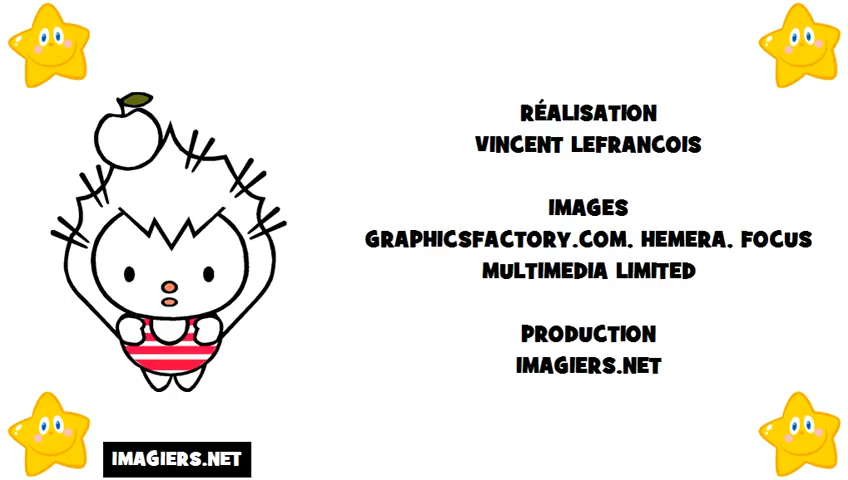 RÉALISATION
VINCENT LEFRANCOIS
IMAGES
GRAPHICSFACTORY.COM, HEMERA, FOCUS
MULTIMEDIA LIMITED
PRODUCTION
IMAGIERS.NET
IMAGIERS.NET